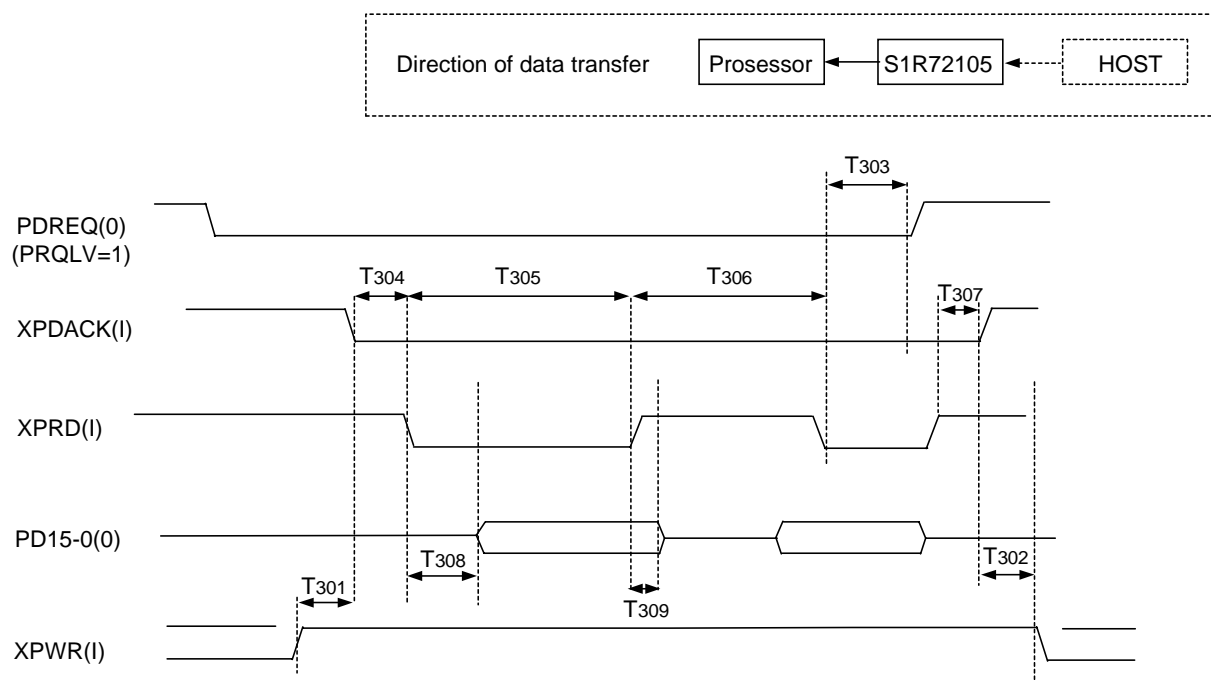 Direction of data transfer
Prosessor
S1R72105
HOST
T303
PDREQ(0)
(PRQLV=1)
T304
T305
T306
T307
XPDACK(I)
XPRD(I)
PD15-0(0)
T308
T309
T302
T301
XPWR(I)